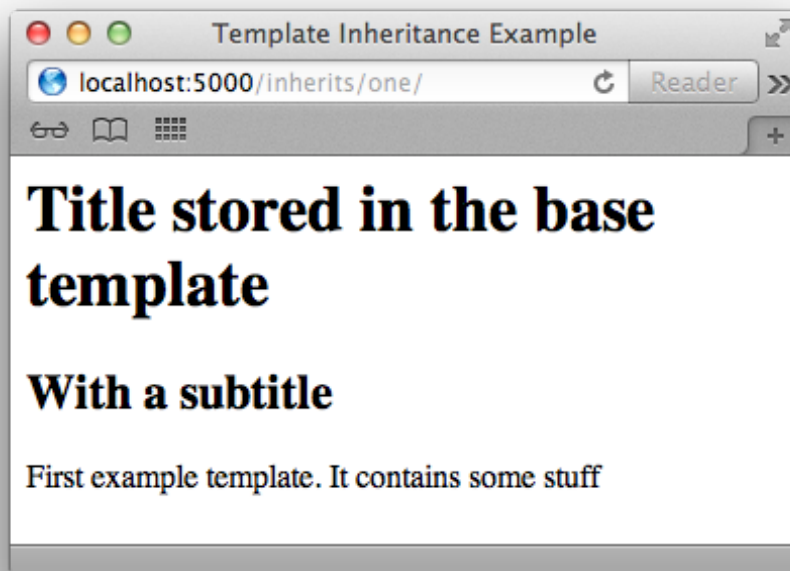 Template Inheritance Example
localhost:5000/inherits/one/
Reader
Title stored in the base
template
With a subtitle
First example template. It contains some stuff